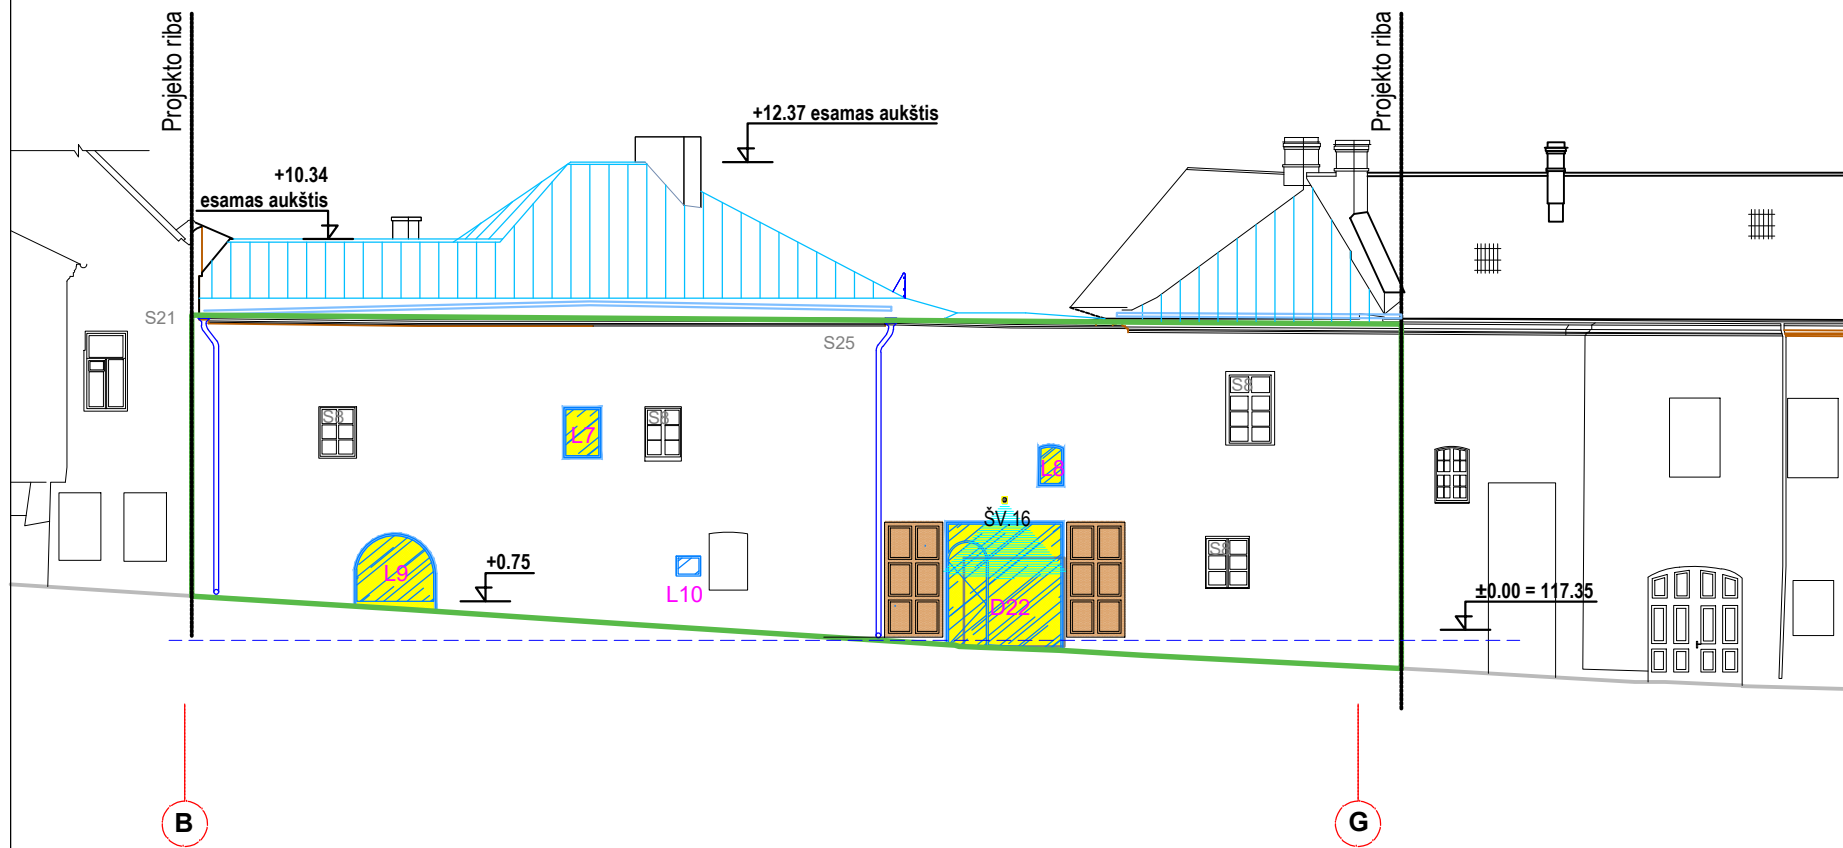 Projekto riba
Projekto riba
+12.37 esamas aukštis
+10.34
esamas aukštis
S21
S25
S8
L7
S8
S8
L8
ŠV.16
L9
+0.75
L10
D22
S8
±0.00 = 117.35
B
G